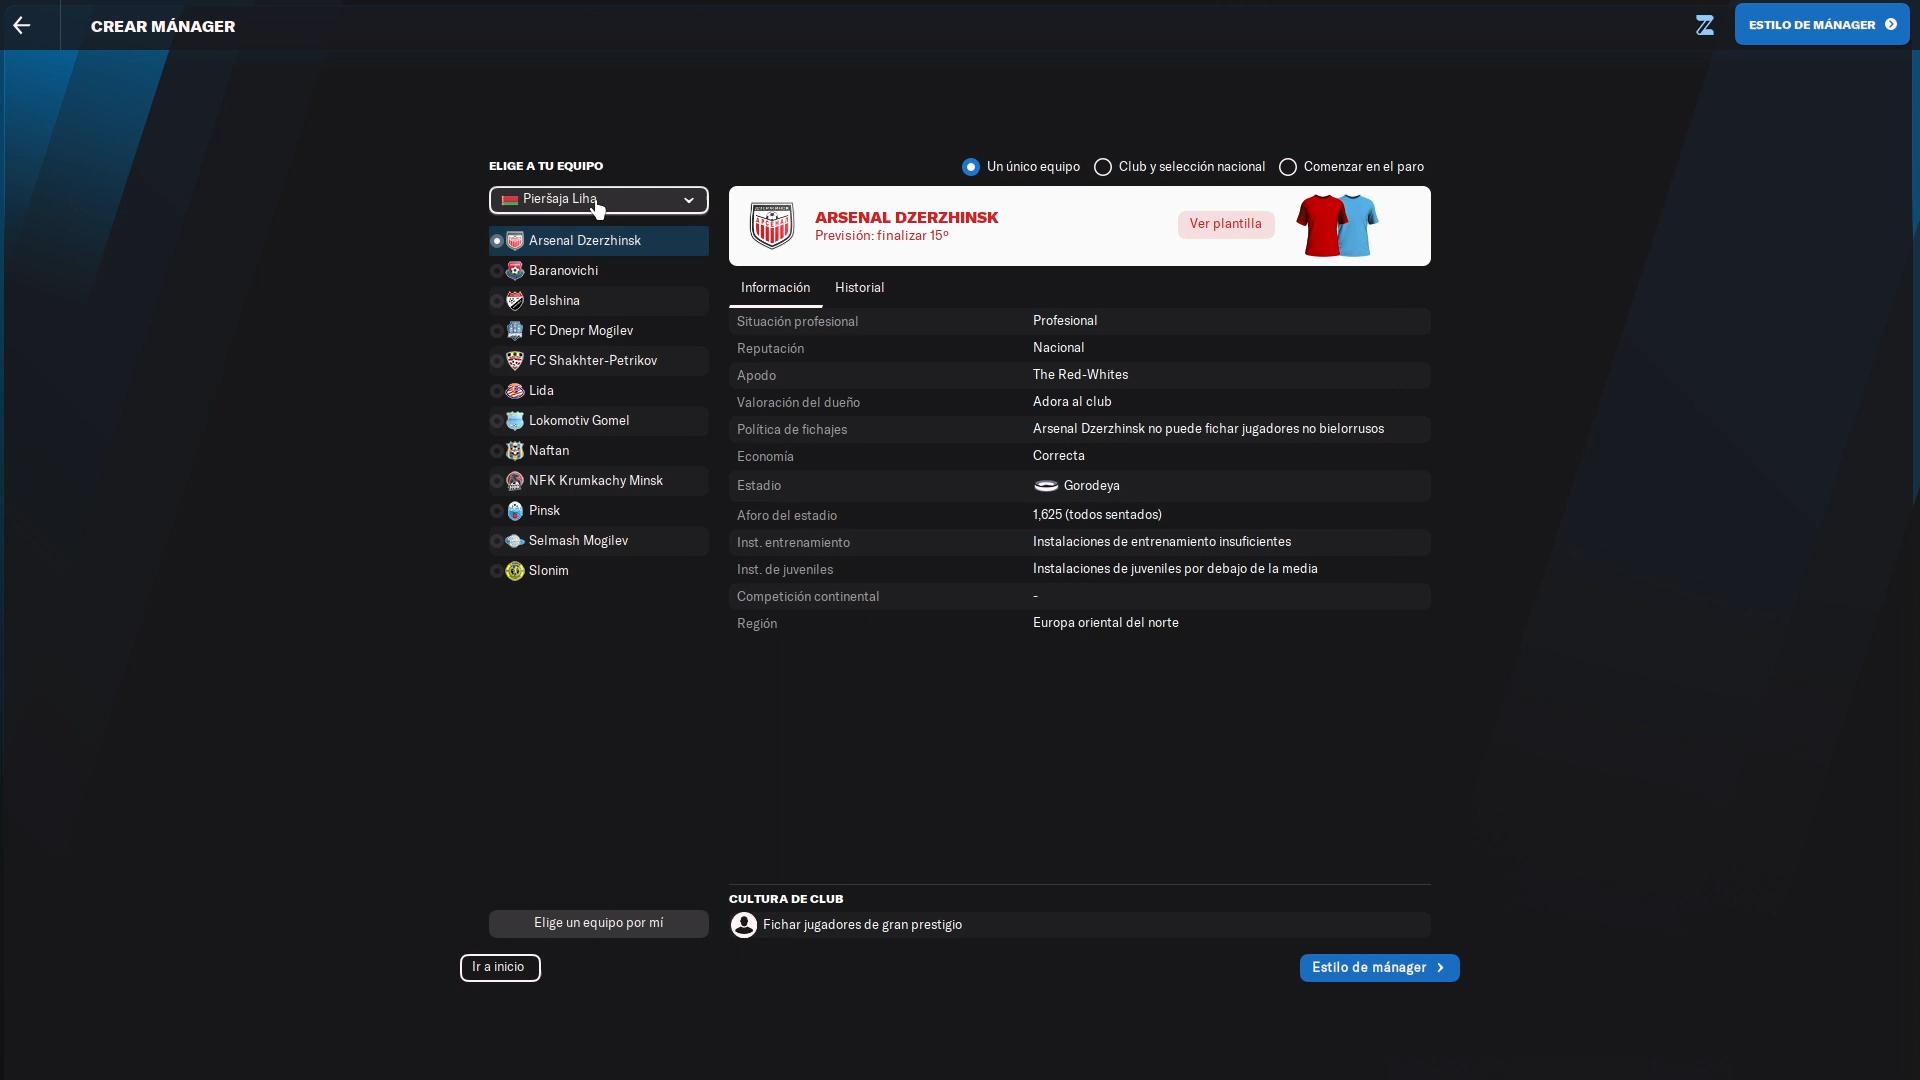 CREAR MÁNAGER
ESTILO DE MÁNAGER
ELIGE A TU EQUIPO
Un único equipo
Club y selección nacional
Comenzar en el paro
Pieršaja Liha
Arsenal Dzerzhinsk
Baranovichi
Belshina
FC Dnepr Mogilev
FC Shakhter-Petrikov
Lida
Lokomotiv Gomel
Naftan
NFK Krumkachy Minsk
Pinsk
Selmash Mogilev
Slonim
Elige un equipo por mí
Ir a inicio
ARSENAL DZERZHINSK
Previsión: finalizar 15º
Ver plantilla
Información Historial
Situación profesional Profesional
Reputación Nacional
Apodo The Red-Whites
Valoración del dueño Adora al club
Política de fichajes Arsenal Dzerzhinsk no puede fichar jugadores no bielorrusos
Economía Correcta
Estadio Gorodeya
Aforo del estadio 1,625 (todos sentados)
Inst. entrenamiento Instalaciones de entrenamiento insuficientes
Inst. de juveniles Instalaciones de juveniles por debajo de la media
Competición continental -
Región Europa oriental del norte
CULTURA DE CLUB
Fichar jugadores de gran prestigio
Estilo de mánager